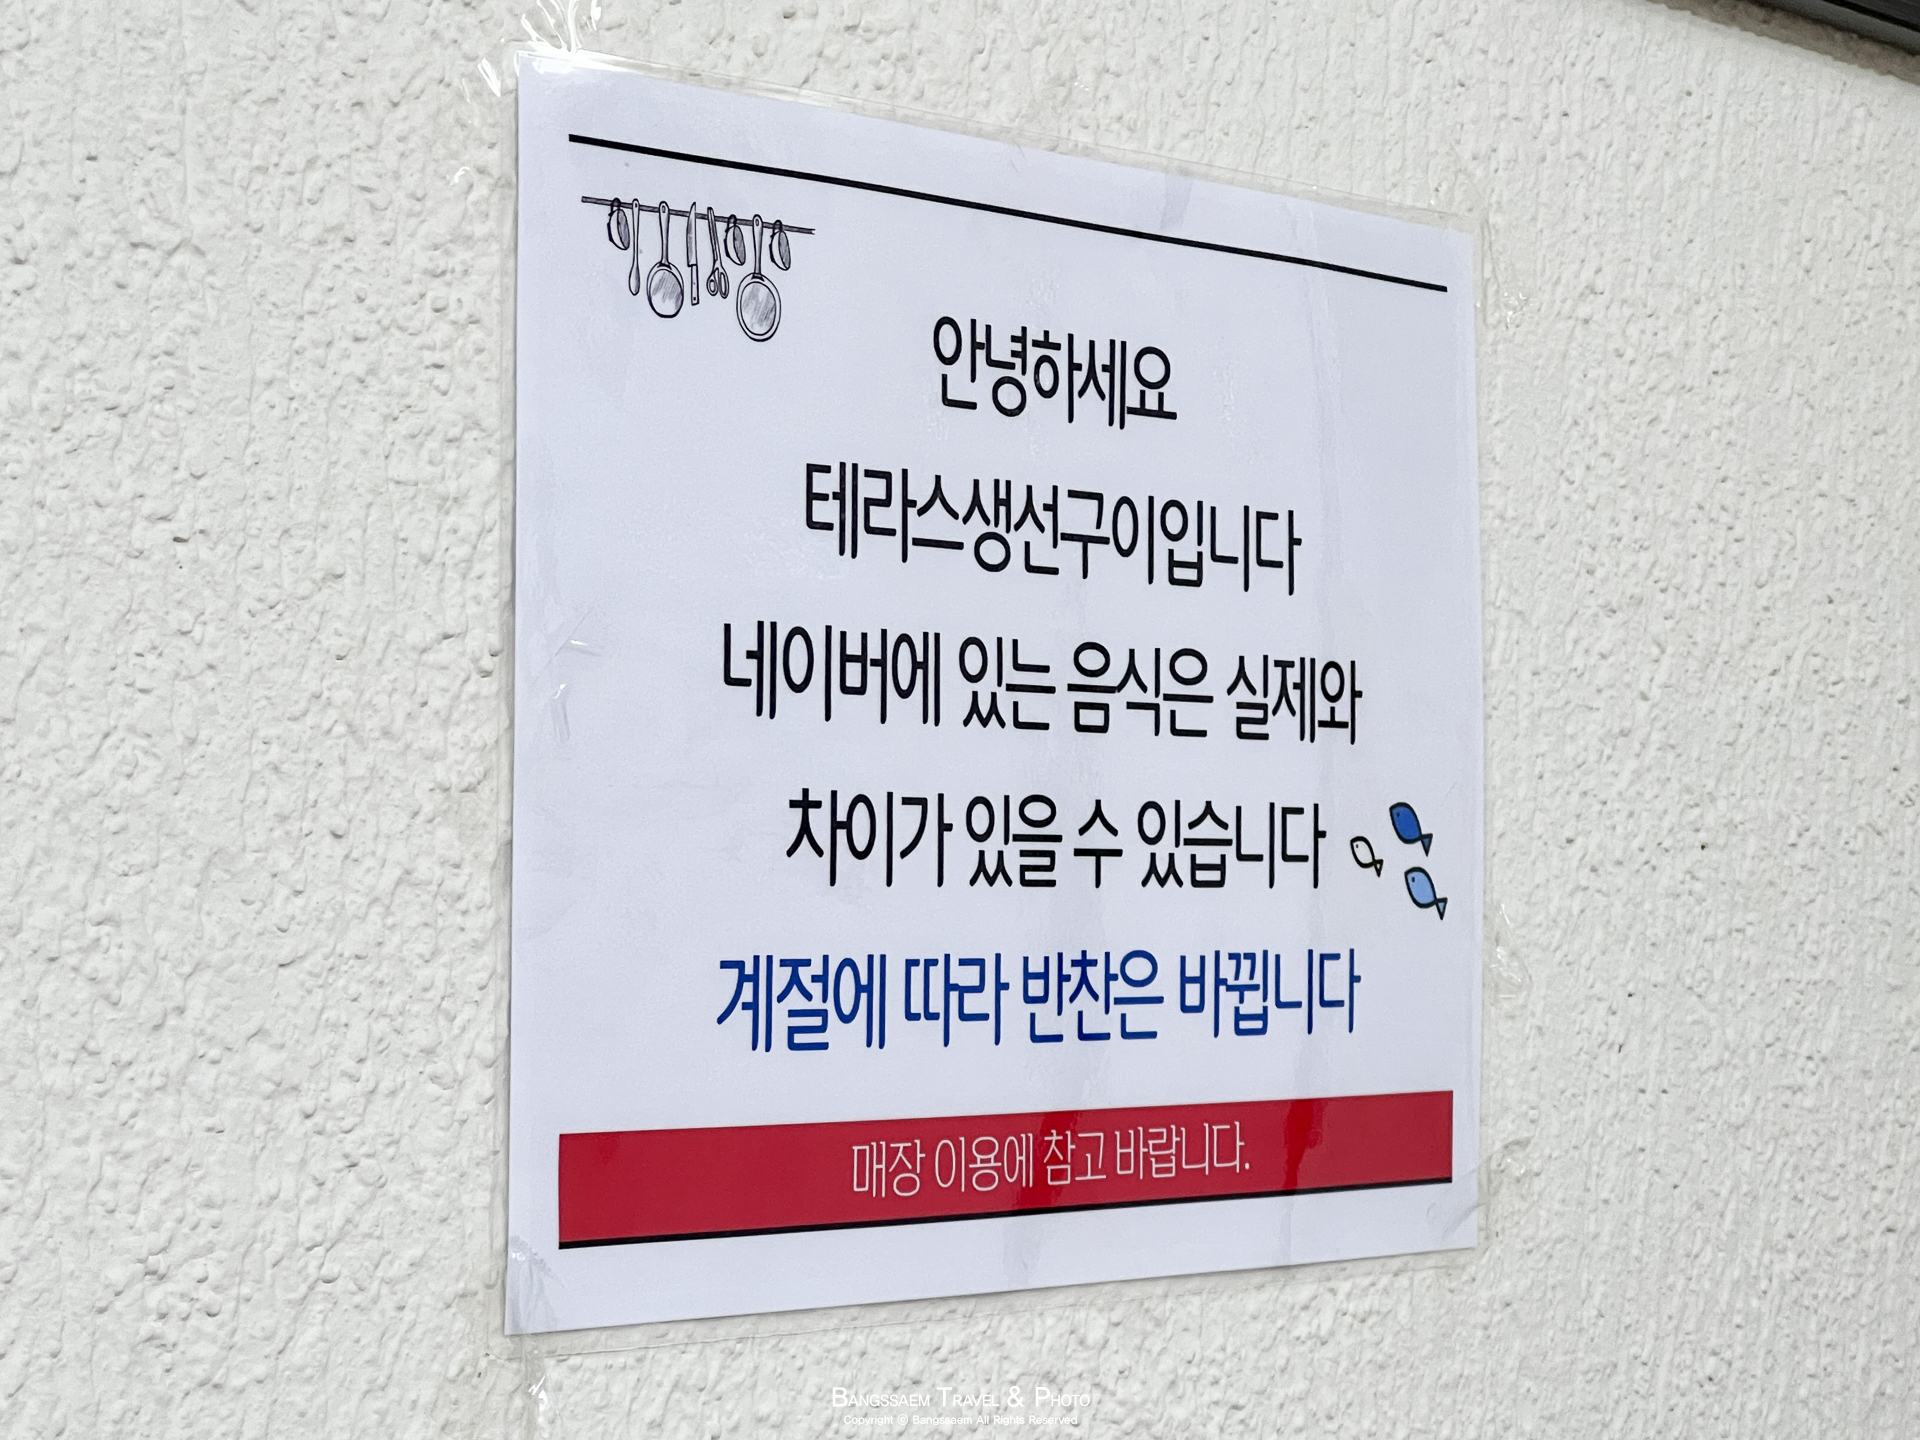 안녕하세요
테라스생선구이입니다
네이버에 있는 음식은 실제와
차이가 있을 수 있습니다
계절에 따라 반찬은 바뀝니다
매장 이용에 참고 바랍니다.
BANGSSAEM TRAVEL & PHOTO
Copyright ⓒ Bangssaem All Rights Reserved